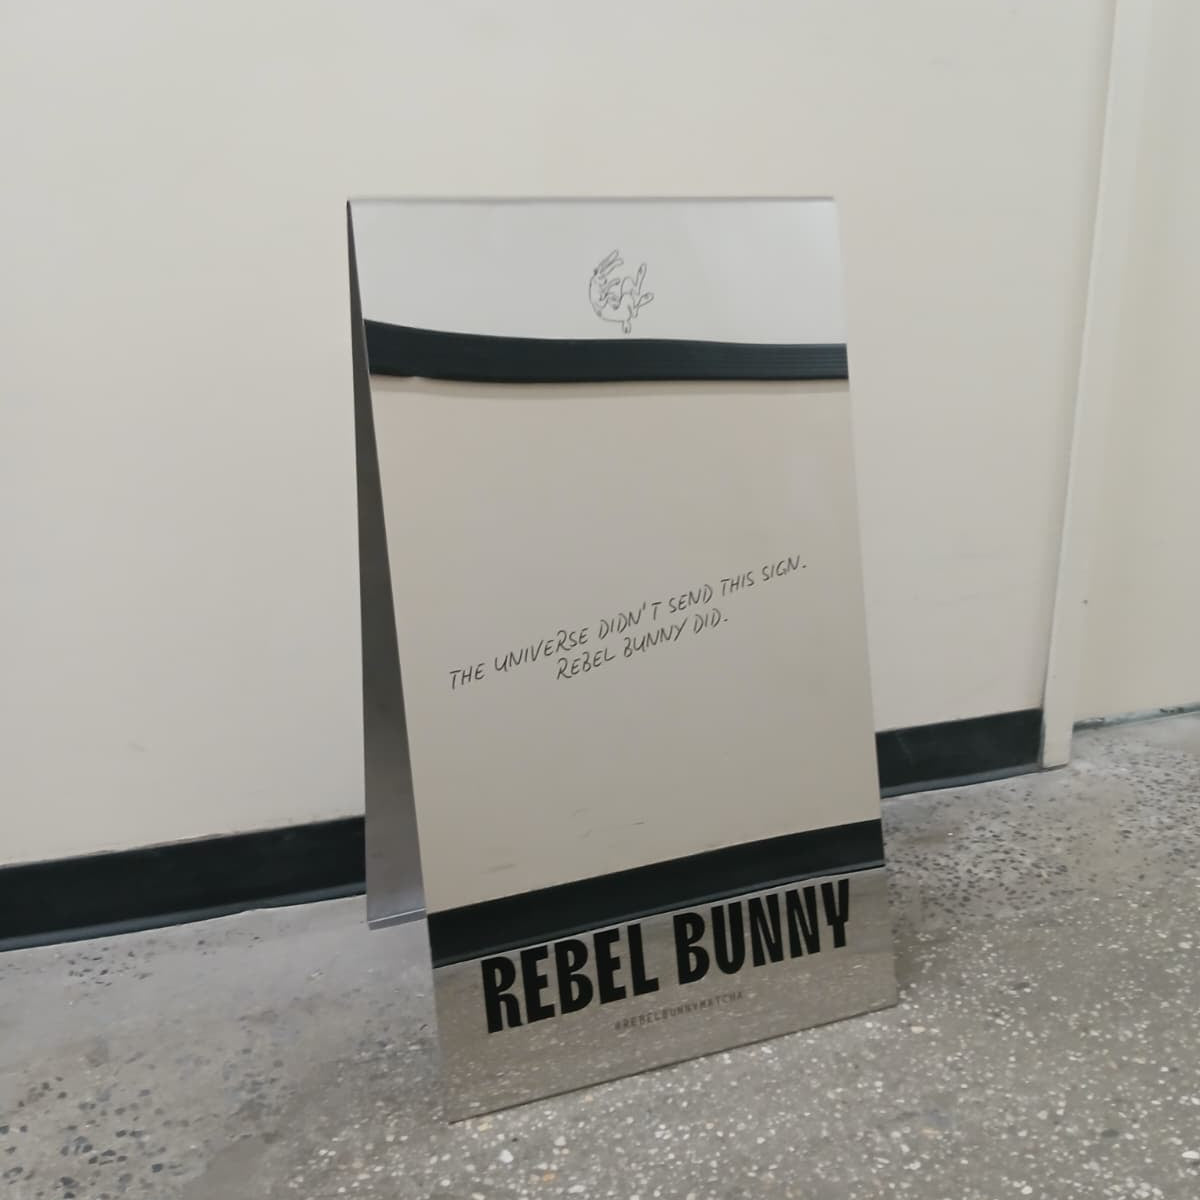 THE UNIVERSE DIDN'T SEND THIS SIGN.
REBEL BUNNY DID.
REBEL BUNNY
#REBELBUNNYMATCHA